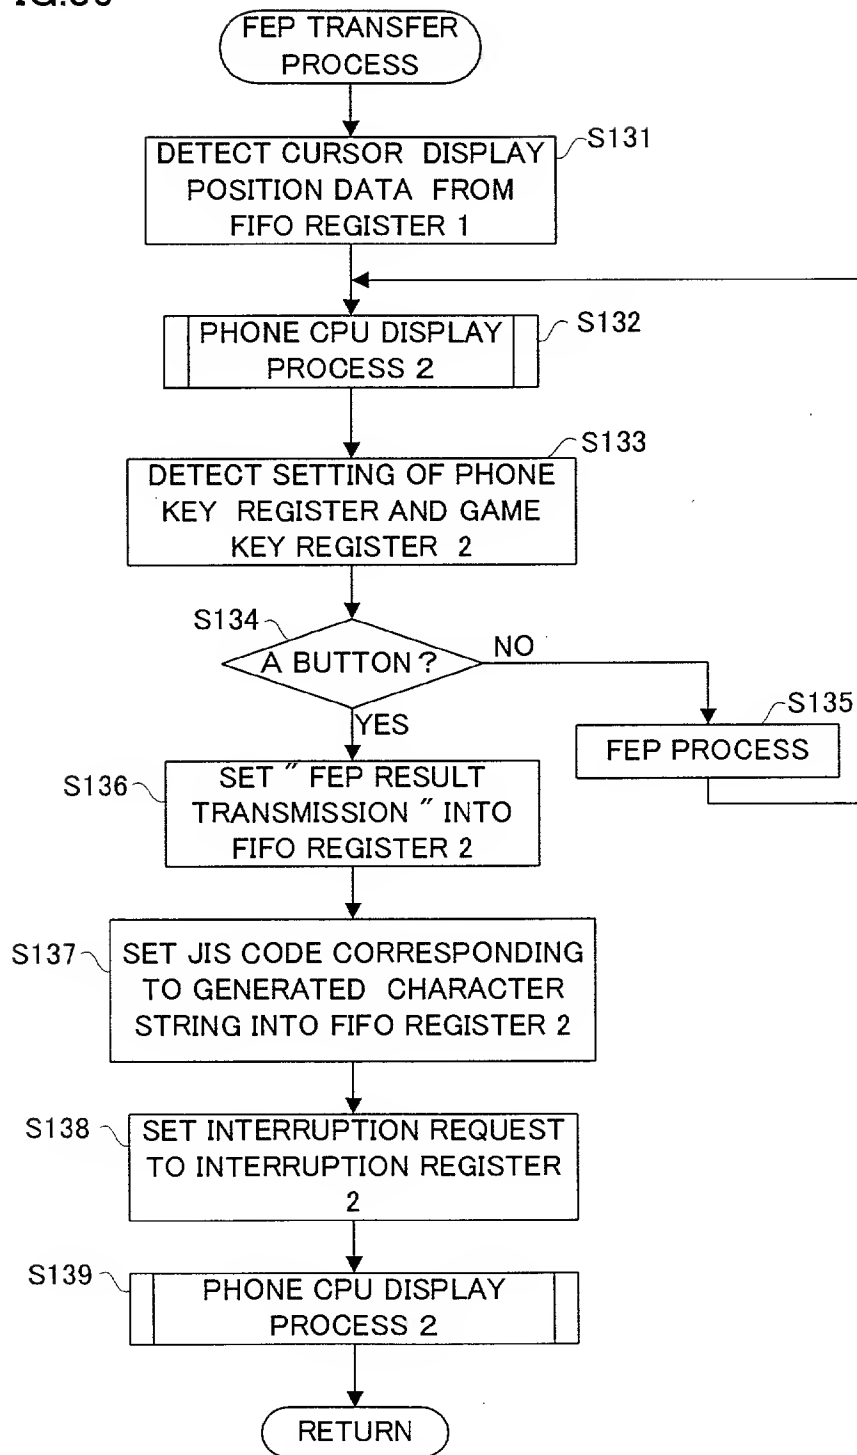 FEP TRANSFER
PROCESS
S131
DETECT CURSOR DISPLAY
POSITION DATA FROM
FIFO REGISTER 1
S132
PHONE CPU DISPLAY
PROCESS 2
S133
DETECT SETTING OF PHONE
KEY REGISTER AND GAME
KEY REGISTER 2
S134
A BUTTON?
NO
YES
S135
FEP PROCESS
S136
SET " FEP RESULT
TRANSMISSION " INTO
FIFO REGISTER 2
S137
SET JIS CODE CORRESPONDING
TO GENERATED CHARACTER
STRING INTO FIFO REGISTER 2
S138
SET INTERRUPTION REQUEST
TO INTERRUPTION REGISTER
2
S139
PHONE CPU DISPLAY
PROCESS 2
RETURN